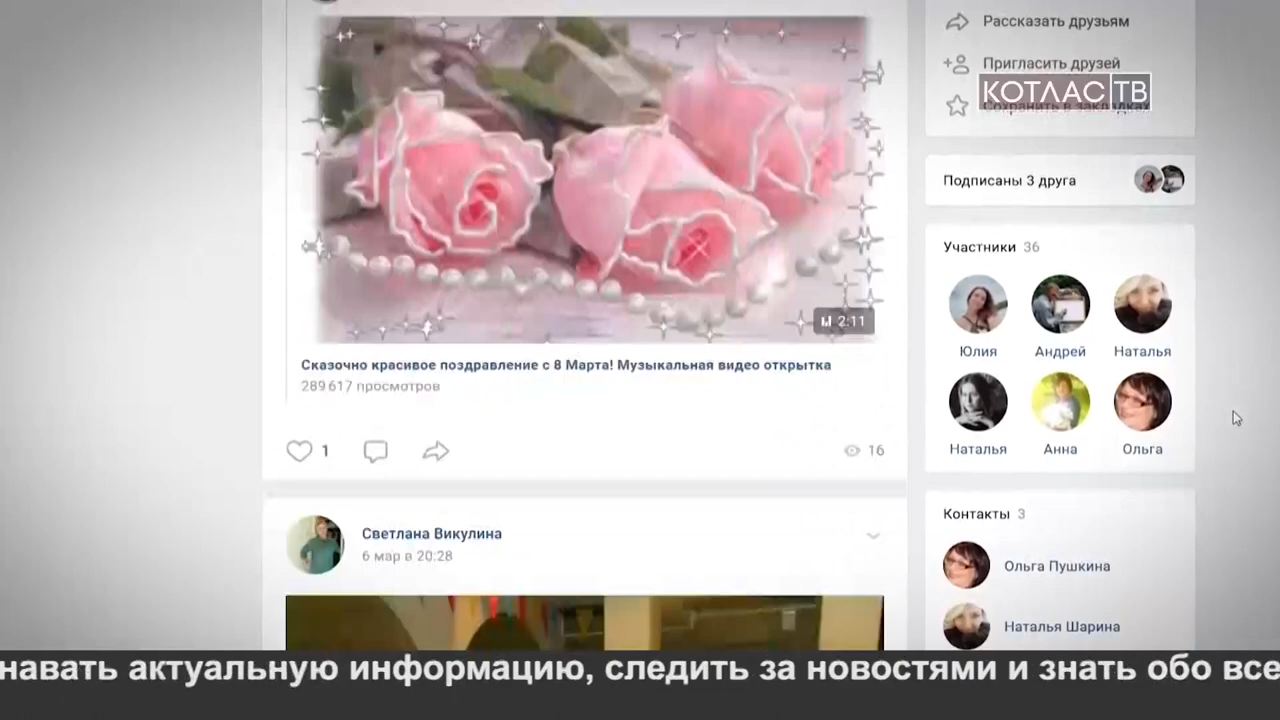 Рассказать друзьям
Пригласить друзей
КОТЛАС ТВ
Сохранить в закладках
Подписаны 3 друга
Участники 36
Юлия
Андрей
Наталья
Наталья
Анна
Ольга
2:11
Сказочно красивое поздравление с 8 Марта! Музыкальная видео открытка
289 617 просмотров
1
16
Светлана Викулина
6 мар в 20:28
Контакты 3
Ольга Пушкина
Наталья Шарина
навать актуальную информацию, следить за новостями и знать обо все